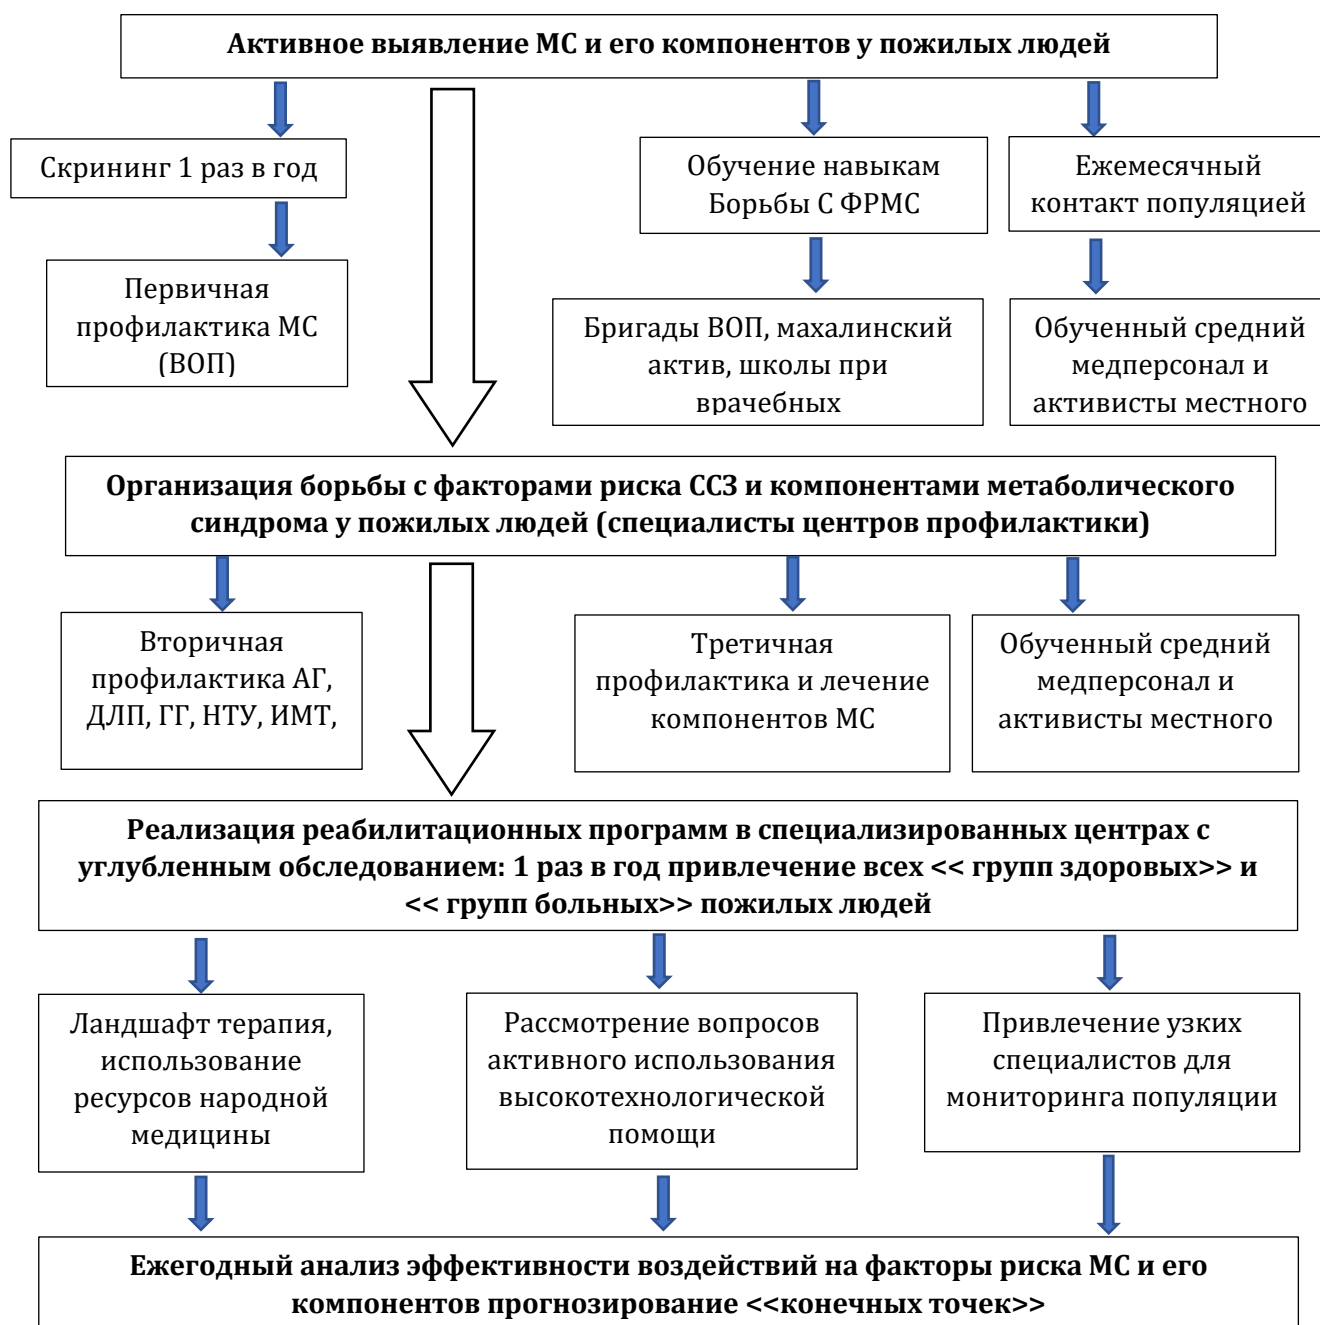 Активное выявление МС и его компонентов у пожилых людей
Скрининг 1 раз в год
Первичная
профилактика МС
(ВОП)
Обучение навыкам
Борьбы С ФРМС
Бригады ВОП, махалинский
актив, школы при
врачебных
Ежемесячный
контакт популяцией
Обученный средний
медперсонал и
активисты местного
Организация борьбы с факторами риска ССЗ и компонентами метаболического
синдрома у пожилых людей (специалисты центров профилактики)
Вторичная
профилактика АГ,
ДЛП, ГГ, НТУ, ИМТ,
Третичная
профилактика и лечение
компонентов МС
Обученный средний
медперсонал и
активисты местного
Реализация реабилитационных программ в специализированных центрах с
углубленным обследованием: 1 раз в год привлечение всех << групп здоровых>> и
<< групп больных>> пожилых людей
Ландшафт терапия,
использование
ресурсов народной
медицины
Рассмотрение вопросов
активного использования
высокотехнологической
помощи
Привлечение узких
специалистов для
мониторинга популяции
Ежегодный анализ эффективности воздействий на факторы риска МС и его
компонентов прогнозирование <<конечных точек>>